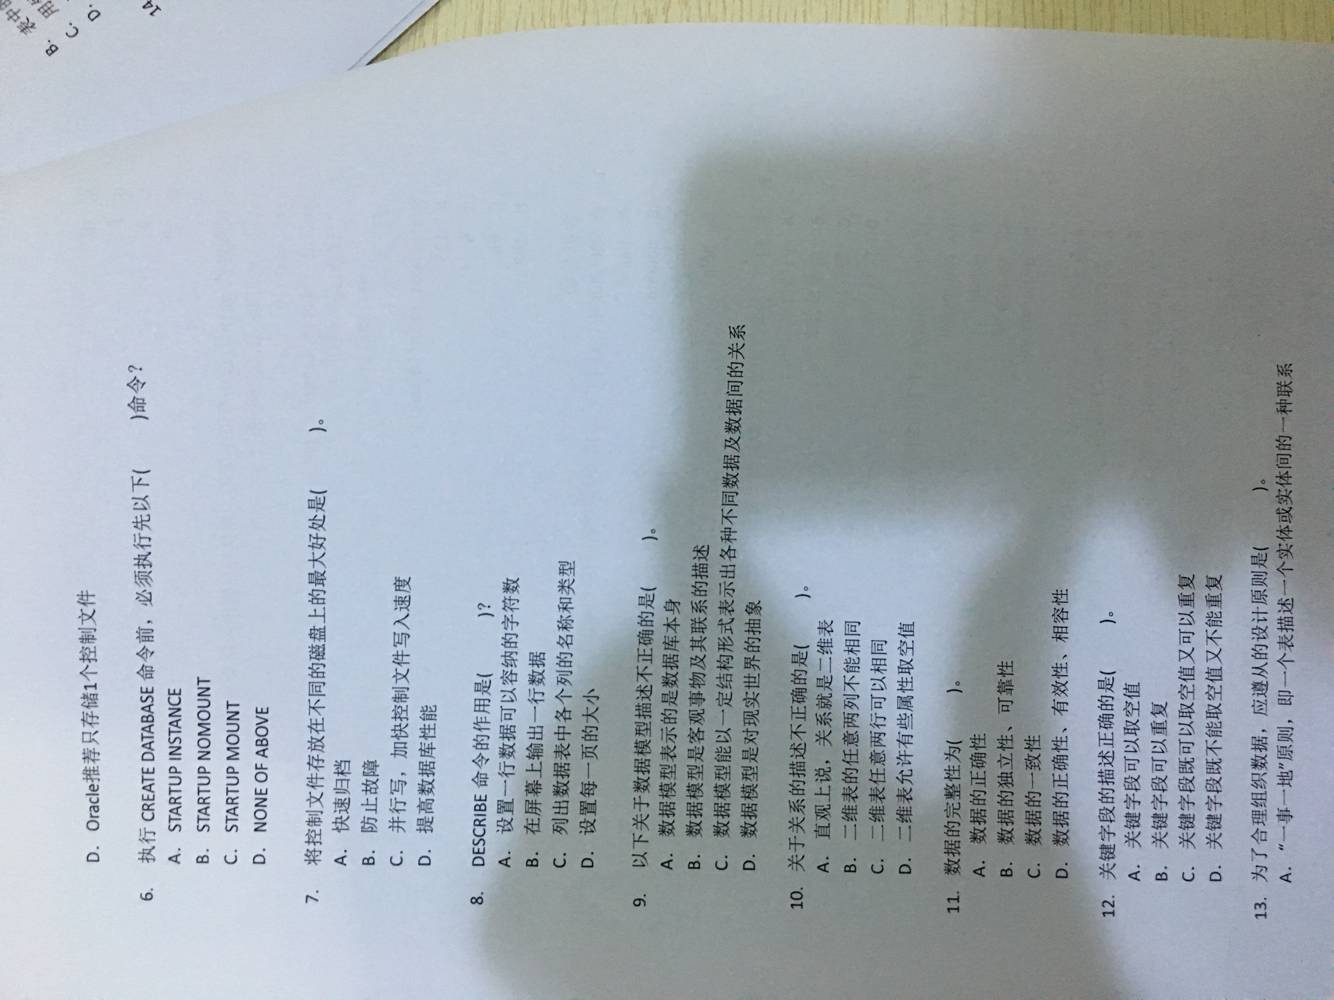 D. Oracle推荐只存储1个控制文件
6. 执行 CREATE DATABASE 命令前，必须执行先以下( )命令？
A. STARTUP INSTANCE
B. STARTUP NOMOUNT
C. STARTUP MOUNT
D. NONE OF ABOVE
7. 将控制文件存放在不同的磁盘上的最大好处是( )。
A. 快速归档
B. 防止故障
C. 并行写，加快控制文件写入速度
D. 提高数据库性能
8. DESCRIBE 命令的作用是( )？
A. 设置一行数据可以容纳的字符数
B. 在屏幕上输出一行数据
C. 列出数据表中各个列的名称和类型
D. 设置每一页的大小
9. 以下关于数据模型描述不正确的是( )。
A. 数据模型表示的是数据库本身
B. 数据模型是客观事物及其联系的描述
C. 数据模型能以一定结构形式表示出各种不同数据及数据间的关系
D. 数据模型是对现实世界的抽象
10. 关于关系的描述不正确的是( )。
A. 直观上说，关系就是二维表
B. 二维表的任意两列不能相同
C. 二维表任意两行可以相同
D. 二维表允许有些属性取空值
11. 数据的完整性为( )。
A. 数据的正确性
B. 数据的独立性、可靠性
C. 数据的一致性
D. 数据的正确性、有效性、相容性
12. 关键字段的描述正确的是( )。
A. 关键字段可以取空值
B. 关键字段可以重复
C. 关键字段既可以取空值又可以重复
D. 关键字段既不能取空值又不能重复
13. 为了合理组织数据，应遵从的设计原则是( )。
A. “一事一地”原则，即一个表描述一个实体或实体间的一种联系
B. 表中
C. 用
D.
14